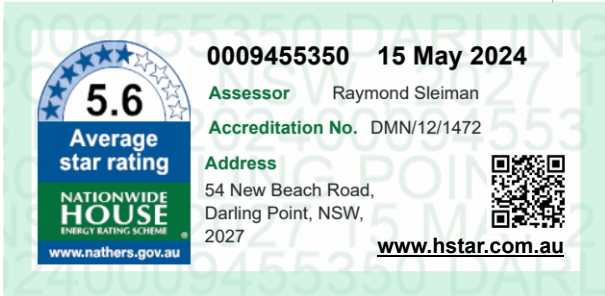 0009455350 15 May 2024
5.6
Average
star rating
NATIONWIDE
HOUSE
ENERGY RATING SCHEME ®
www.nathers.gov.au
Assessor Raymond Sleiman
Accreditation No. DMN/12/1472
Address
54 New Beach Road,
Darling Point, NSW,
2027
www.hstar.com.au